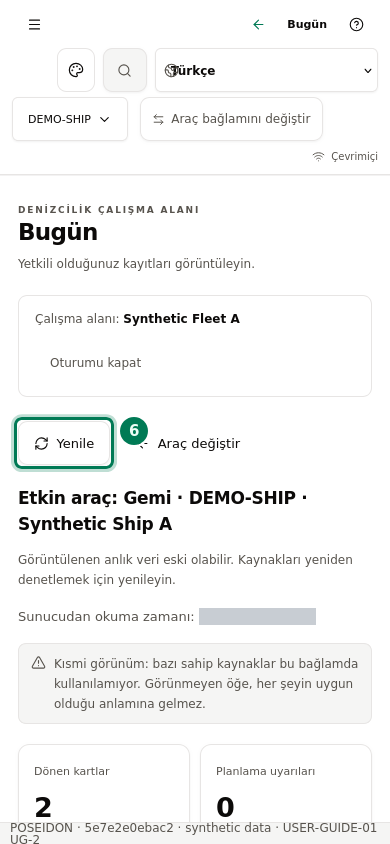 Bugün
Türkçe
DEMO-SHIP
Araç bağlamını değiştir
Çevrimiçi
DENİZCİLİK ÇALIŞMA ALANI
Bugün
Yetkili olduğunuz kayıtları görüntüleyin.
Çalışma alanı: Synthetic Fleet A
Oturumu kapat
Yenile
6
Araç değiştir
Etkin araç: Gemi · DEMO-SHIP ·
Synthetic Ship A
Görüntülenen anlık veri eski olabilir. Kaynakları yeniden
denetlemek için yenileyin.
Sunucudan okuma zamanı:
Kısmi görünüm: bazı sahip kaynaklar bu bağlamda
kullanılamıyor. Görünmeyen öğe, her şeyin uygun
olduğu anlamına gelmez.
Dönen kartlar
2
Planlama uyarıları
0
POSEIDON · 5e7e2e0ebac2 · synthetic data · USER-GUIDE-01
UG-2